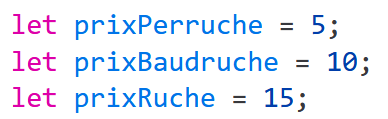 let prixPerruche = 5;
let prixBaudruche = 10;
let prixRuche = 15;